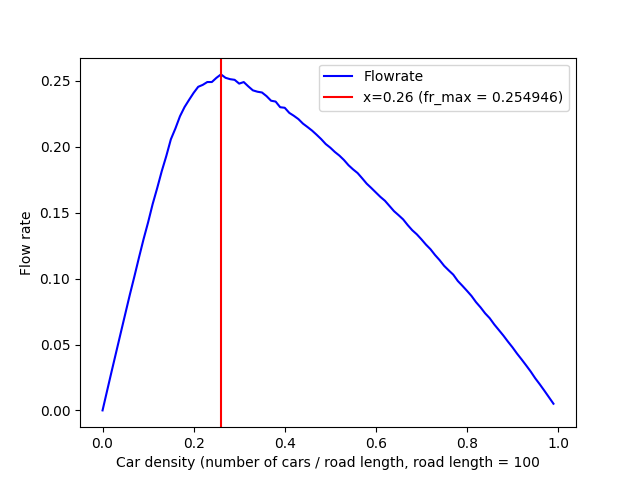 Flowrate
x=0.26 (fr_max = 0.254946)
0.25
0.20
0.15
0.10
0.05
0.00
Flow rate
0.0 0.2 0.4 0.6 0.8 1.0
Car density (number of cars / road length, road length = 100